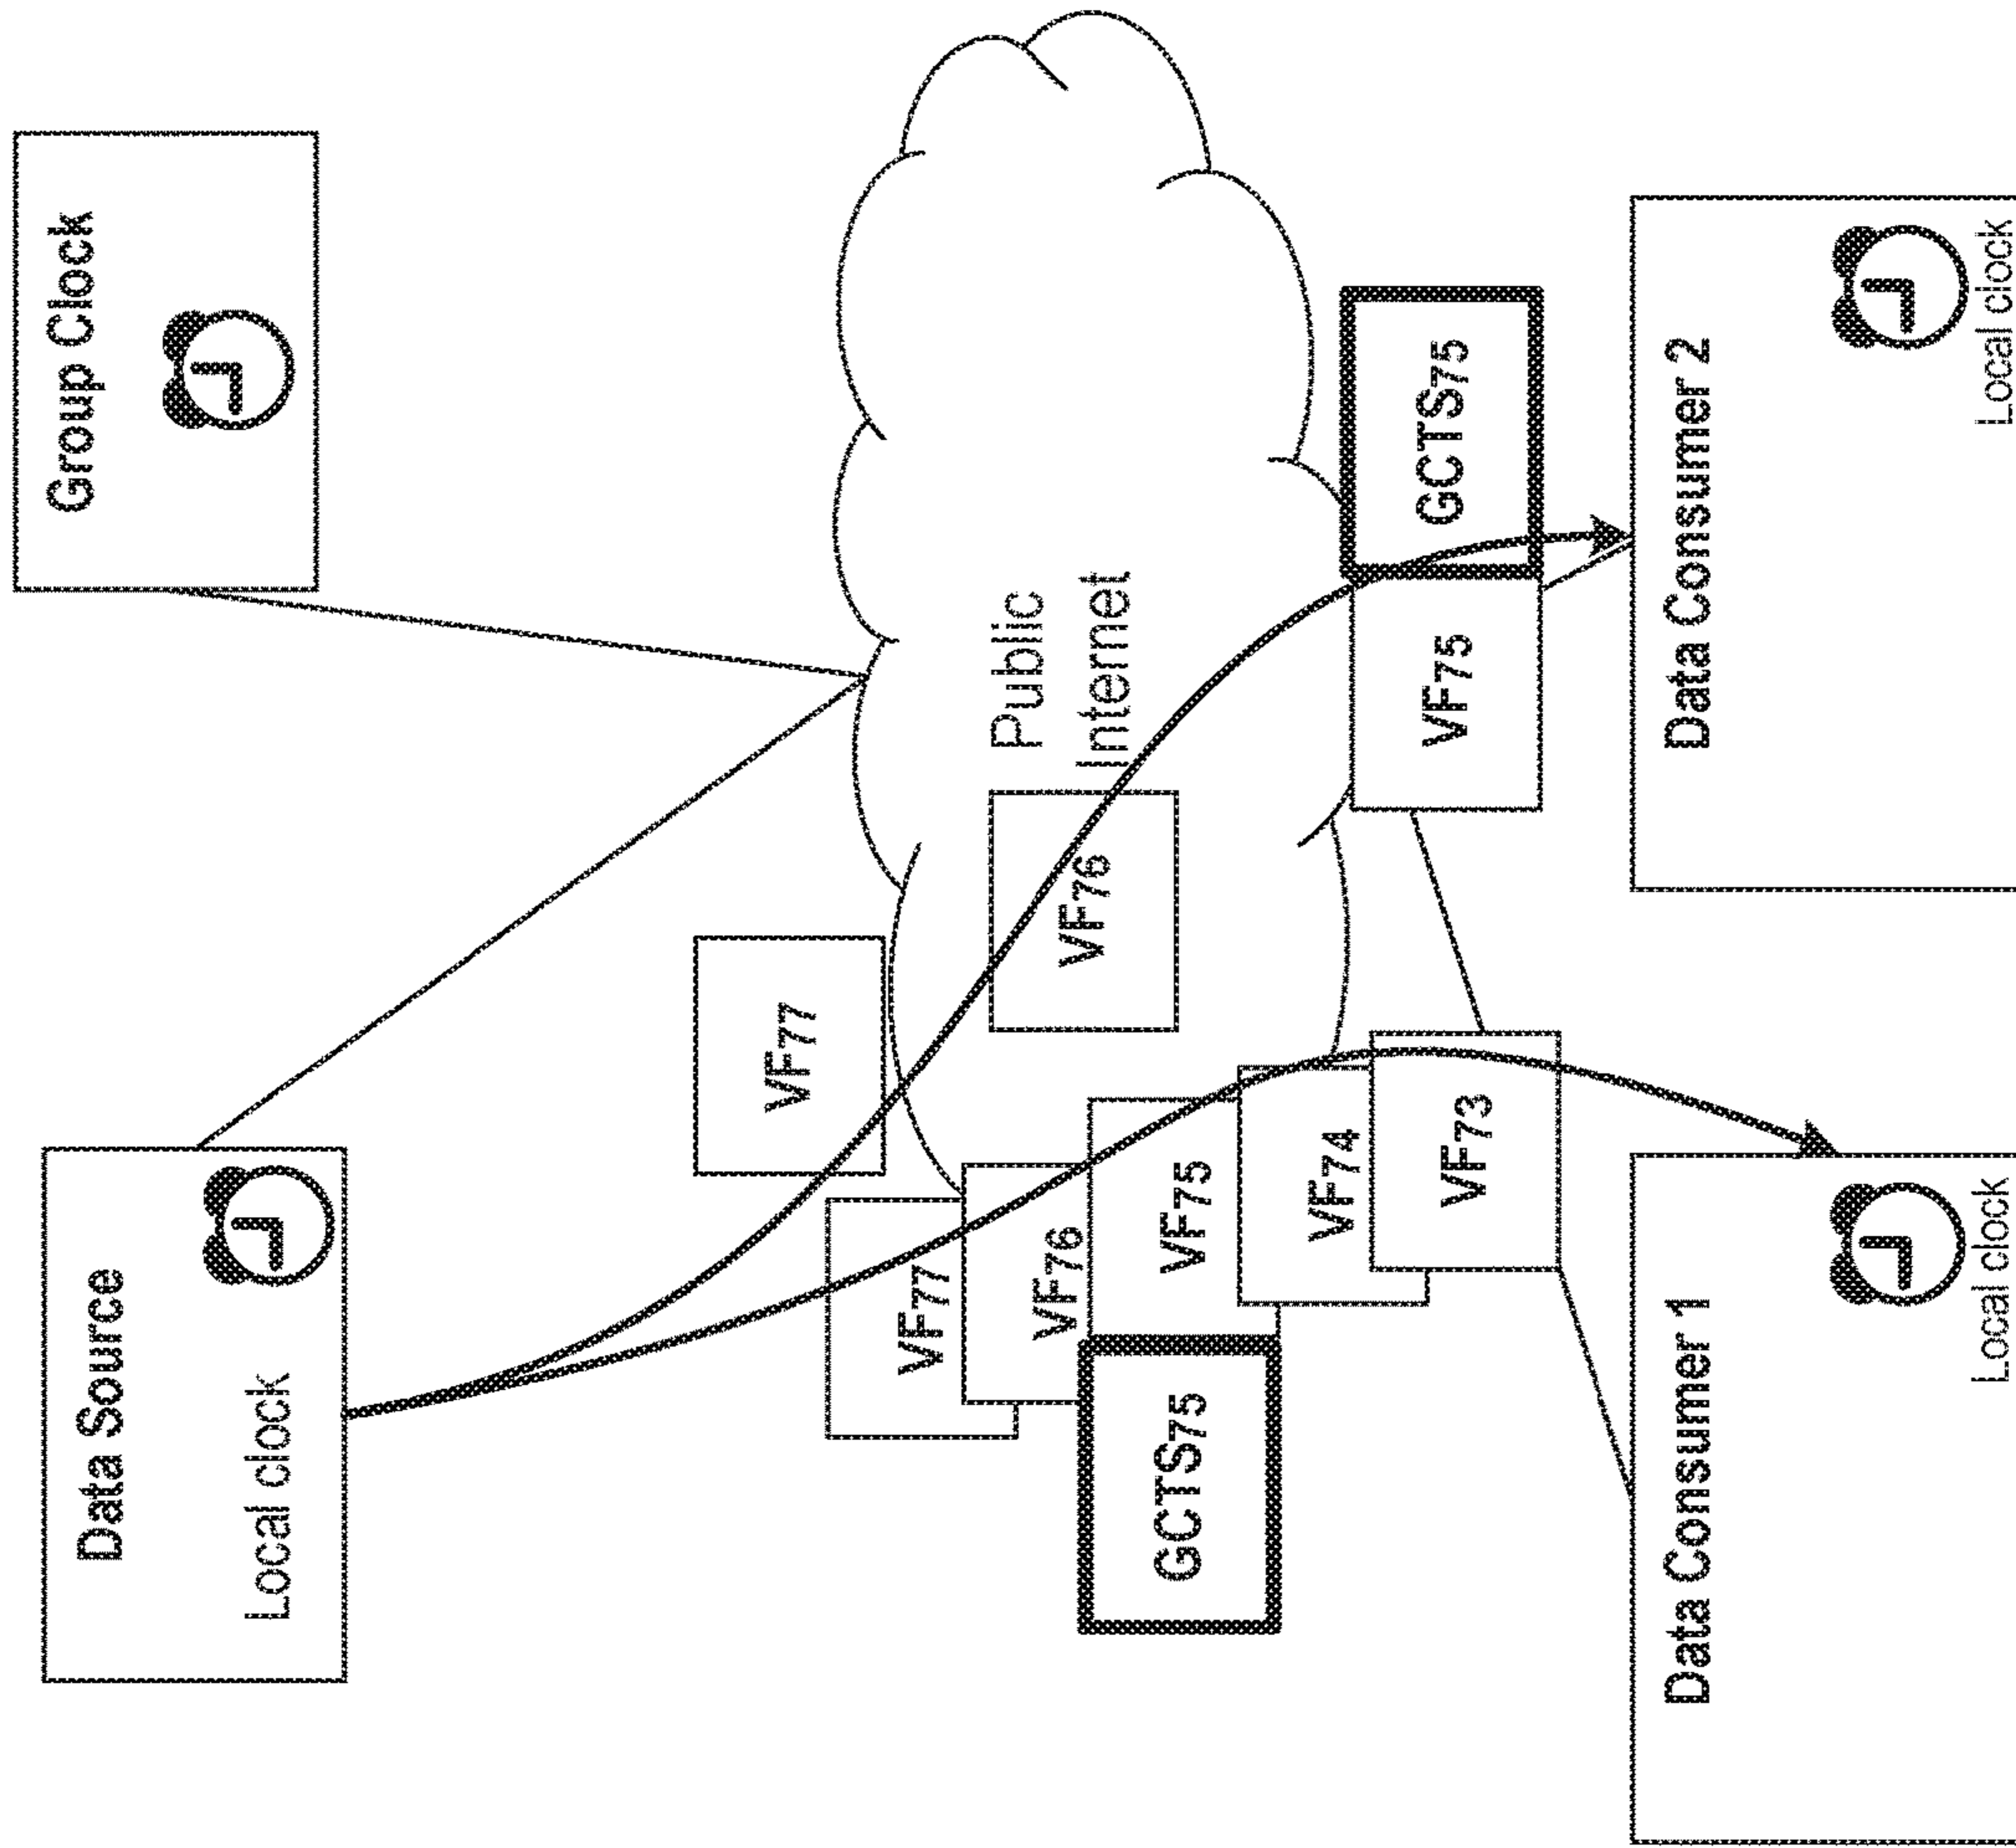 Data Source
Local clock
Group Clock
VF77
VF77
VF76
VF76
Public
Internet
VF75
GCTS75
VF74
VF73
VF75
GCTS75
Data Consumer 1
Local clock
Data Consumer 2
Local clock